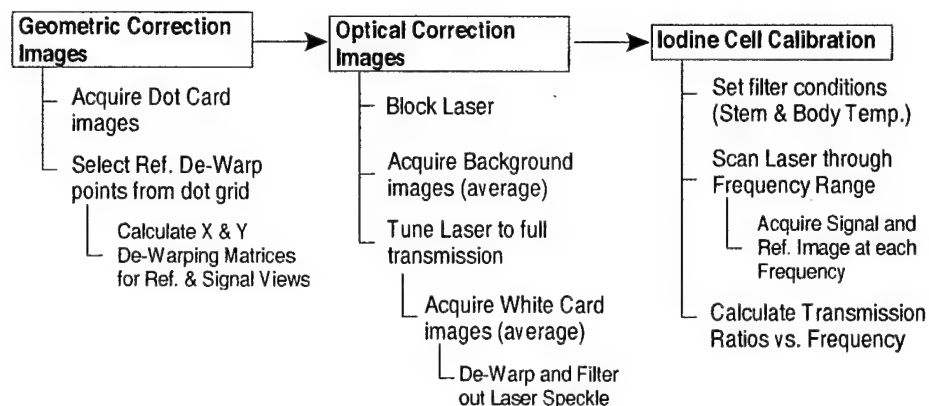 Geometric Correction
Images
Acquire Dot Card
images
Select Ref. De-Warp
points from dot grid
Calculate X & Y
De-Warping Matrices
for Ref. & Signal Views
Optical Correction
Images
Block Laser
Acquire Background
images (average)
Tune Laser to full
transmission
Acquire White Card
images (average)
De-Warp and Filter
out Laser Speckle
Iodine Cell Calibration
Set filter conditions
(Stem & Body Temp.)
Scan Laser through
Frequency Range
Acquire Signal and
Ref. Image at each
Frequency
Calculate Transmission
Ratios vs. Frequency